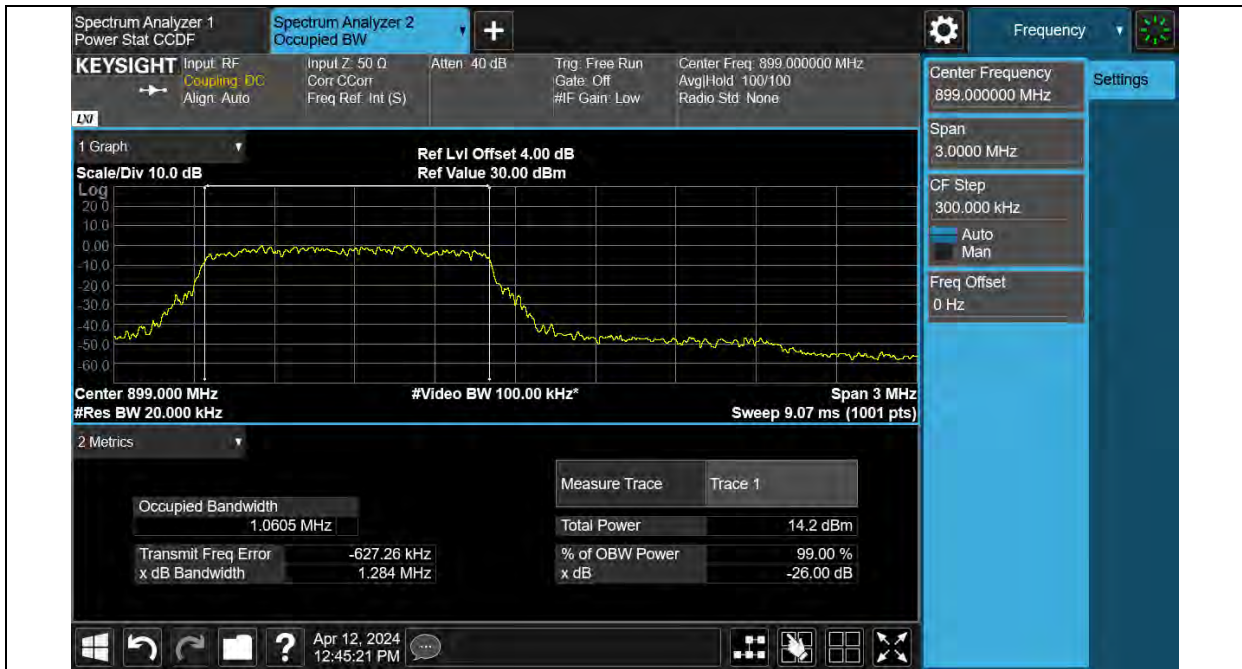 Spectrum Analyzer 1
Power Stat CCDF
Spectrum Analyzer 2
Occupied BW
Frequency
KEYSIGHT
Input: RF
Coupling: DC
Align: Auto
Input Z: 50 Ω
Corr CCorr
Freq Ref: Int (S)
Atten: 40 dB
Trig: Free Run
Gate: Off
#IF Gain: Low
Center Freq: 899.000000 MHz
Avg|Hold: 100/100
Radio Std: None
LXI
Center Frequency
899.000000 MHz
Settings
Span
3.0000 MHz
CF Step
300.000 kHz
Auto
Man
Freq Offset
0 Hz
1 Graph
Scale/Div 10.0 dB
Ref Lvl Offset 4.00 dB
Ref Value 30.00 dBm
Log
20.0
10.0
0.00
-10.0
-20.0
-30.0
-40.0
-50.0
-60.0
Center 899.000 MHz
#Video BW 100.00 kHz*
Span 3 MHz
#Res BW 20.000 kHz
Sweep 9.07 ms (1001 pts)
2 Metrics
Measure Trace Trace 1
Occupied Bandwidth
1.0605 MHz
Total Power 14.2 dBm
Transmit Freq Error -627.26 kHz
% of OBW Power 99.00 %
x dB Bandwidth 1.284 MHz
x dB -26.00 dB
?
Apr 12, 2024
12:45:21 PM